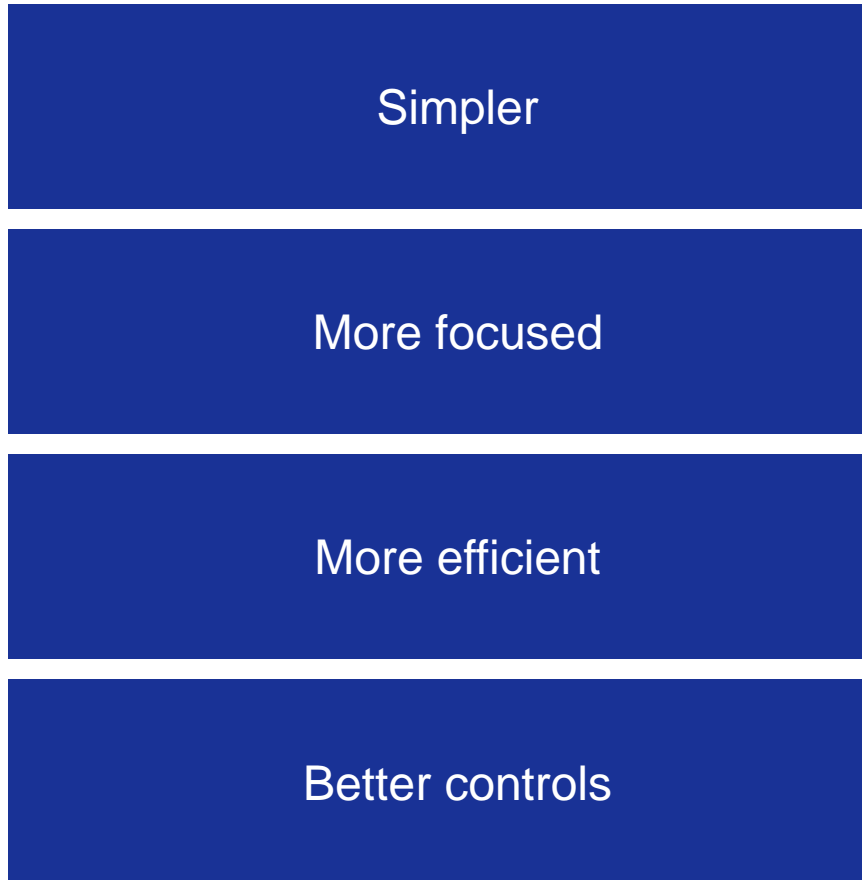 Simpler
More focused
More efficient
Better controls